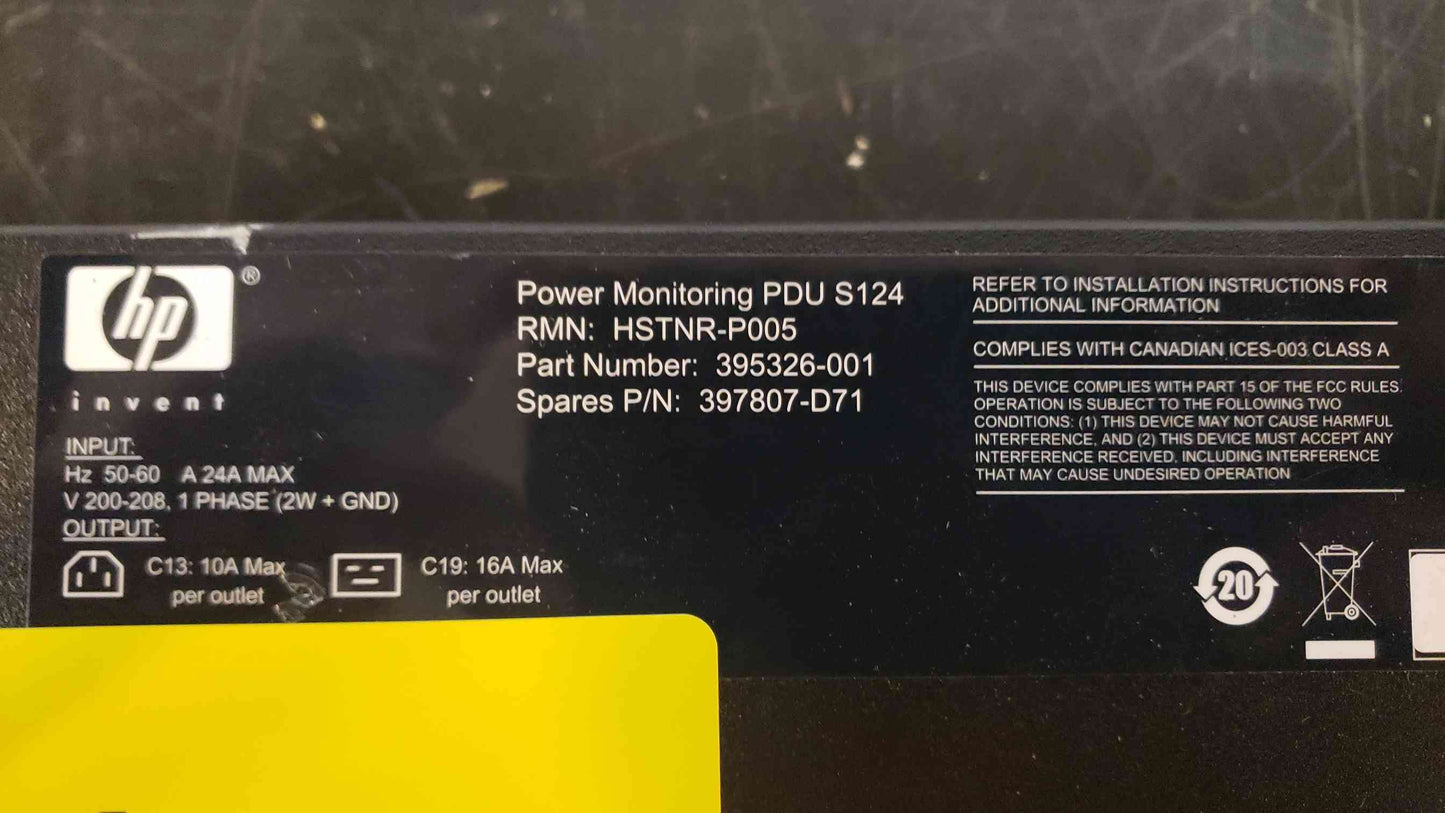 hp ®
invent
INPUT:
Hz 50-60 A 24A MAX
V 200-208, 1 PHASE (2W + GND)
OUTPUT:
C13: 10A Max
per outlet
C19: 16A Max
per outlet
Power Monitoring PDU S124
RMN: HSTNR-P005
Part Number: 395326-001
Spares P/N: 397807-D71
REFER TO INSTALLATION INSTRUCTIONS FOR
ADDITIONAL INFORMATION
COMPLIES WITH CANADIAN ICES-003 CLASS A
THIS DEVICE COMPLIES WITH PART 15 OF THE FCC RULES.
OPERATION IS SUBJECT TO THE FOLLOWING TWO
CONDITIONS: (1) THIS DEVICE MAY NOT CAUSE HARMFUL
INTERFERENCE, AND (2) THIS DEVICE MUST ACCEPT ANY
INTERFERENCE RECEIVED, INCLUDING INTERFERENCE
THAT MAY CAUSE UNDESIRED OPERATION
20